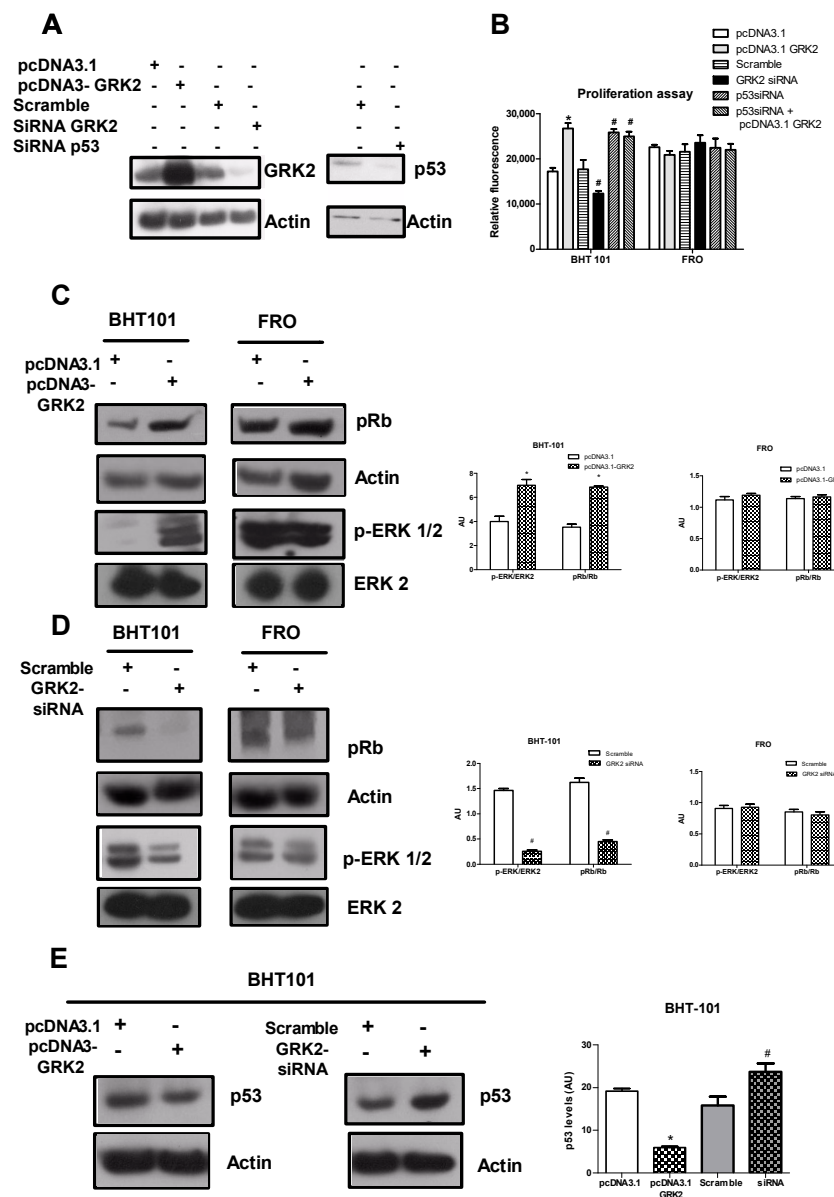 A
pcDNA3.1 + - - - - -
pcDNA3- GRK2 - + - - - -
Scramble - - + - + -
SiRNA GRK2 - - - + - -
SiRNA p53 - - - - - +
GRK2
p53
Actin
Actin
B
pcDNA3.1
pcDNA3.1 GRK2
Scramble
GRK2 siRNA
p53siRNA
p53siRNA +
pcDNA3.1 GRK2
Proliferation assay
Relative fluorescence
30,000
20,000
10,000
0
*
#
# #
BHT 101
FRO
C
BHT101
FRO
pcDNA3.1 + - + -
pcDNA3-
GRK2
- + - +
pRb
Actin
p-ERK 1/2
ERK 2
BHT-101
pcDNA3.1
pcDNA3.1-GRK2
AU
8
6
4
2
0
* *
p-ERK/ERK2
pRb/Rb
FRO
pcDNA3.1
pcDNA3.1-GR
AU
1.5
1.0
0.5
0.0
p-ERK/ERK2
pRb/Rb
D
BHT101
FRO
Scramble + - + -
GRK2-
siRNA
- + - +
pRb
Actin
p-ERK 1/2
ERK 2
BHT-101
Scramble
GRK2 siRNA
AU
2.0
1.5
1.0
0.5
0.0
# #
p-ERK/ERK2
pRb/Rb
FRO
Scramble
GRK2 siRNA
AU
1.5
1.0
0.5
0.0
p-ERK/ERK2
pRb/Rb
E
BHT101
pcDNA3.1 + -
pcDNA3-
GRK2
- +
p53
Actin
Scramble + -
GRK2-
siRNA
- +
p53
Actin
BHT-101
p53 levels (AU)
30
20
10
0
*
#
pcDNA3.1
pcDNA3.1
GRK2
Scramble
siRNA